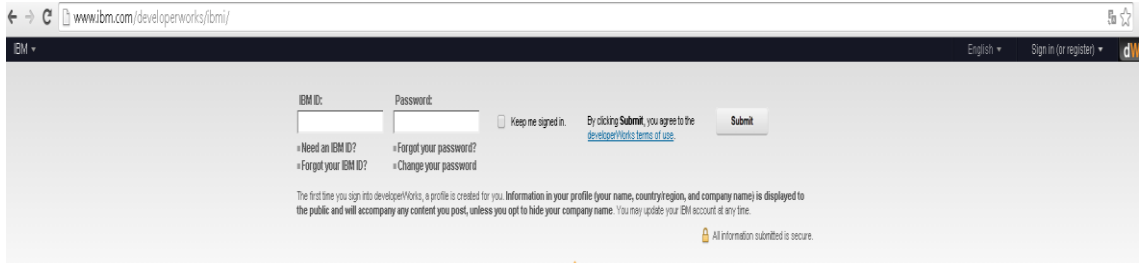 www.ibm.com/developerworks/ibmi/
IBM English Sign in (or register) dW
IBM ID: Password:
Keep me signed in. By clicking Submit, you agree to the Submit
developerWorks terms of use.
Need an IBM ID? Forgot your password?
Forgot your IBM ID? Change your password
The first time you sign into developerWorks, a profile is created for you. Information in your profile (your name, country/region, and company name) is displayed to
the public and will accompany any content you post, unless you opt to hide your company name. You may update your IBM account at any time.
All information submitted is secure.